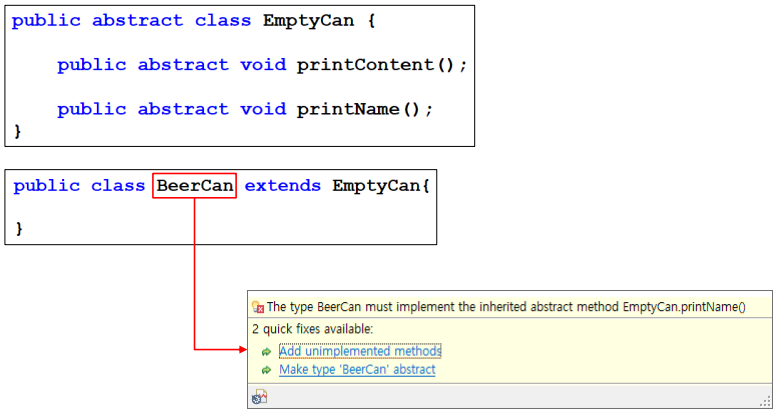 public abstract class EmptyCan {
public abstract void printContent();
public abstract void printName();
}
public class BeerCan extends EmptyCan{
}
The type BeerCan must implement the inherited abstract method EmptyCan.printName()
2 quick fixes available:
Add unimplemented methods
Make type 'BeerCan' abstract